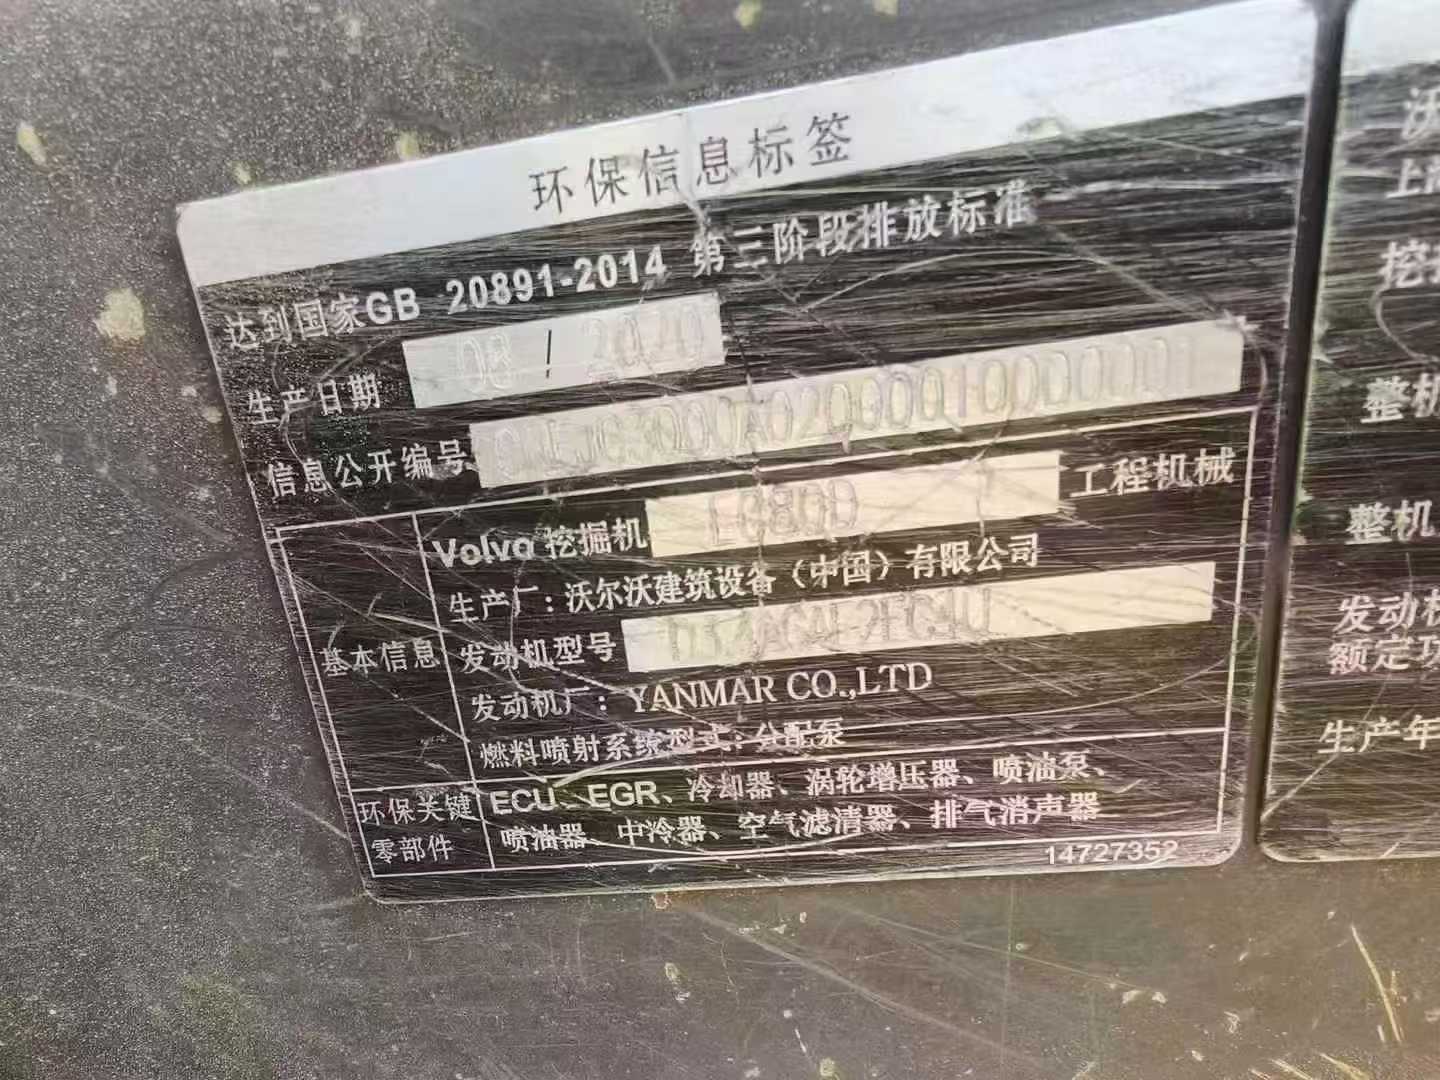 环保信息标签
达到国家GB 20891-2014 第三阶段排放标准
生产日期 08 / 2020
信息公开编号
Volvo 挖掘机 EC80D 工程机械
生产厂：沃尔沃建筑设备（中国）有限公司
基本信息
发动机型号
发动机厂：YANMAR CO.,LTD
燃料喷射系统型式：分配泵
环保关键零部件
ECU、EGR、冷却器、涡轮增压器、喷油泵、
喷油器、中冷器、空气滤清器、排气消声器
14727352
沃
上海
挖掘
整机
整机
发动机
额定功
生产年